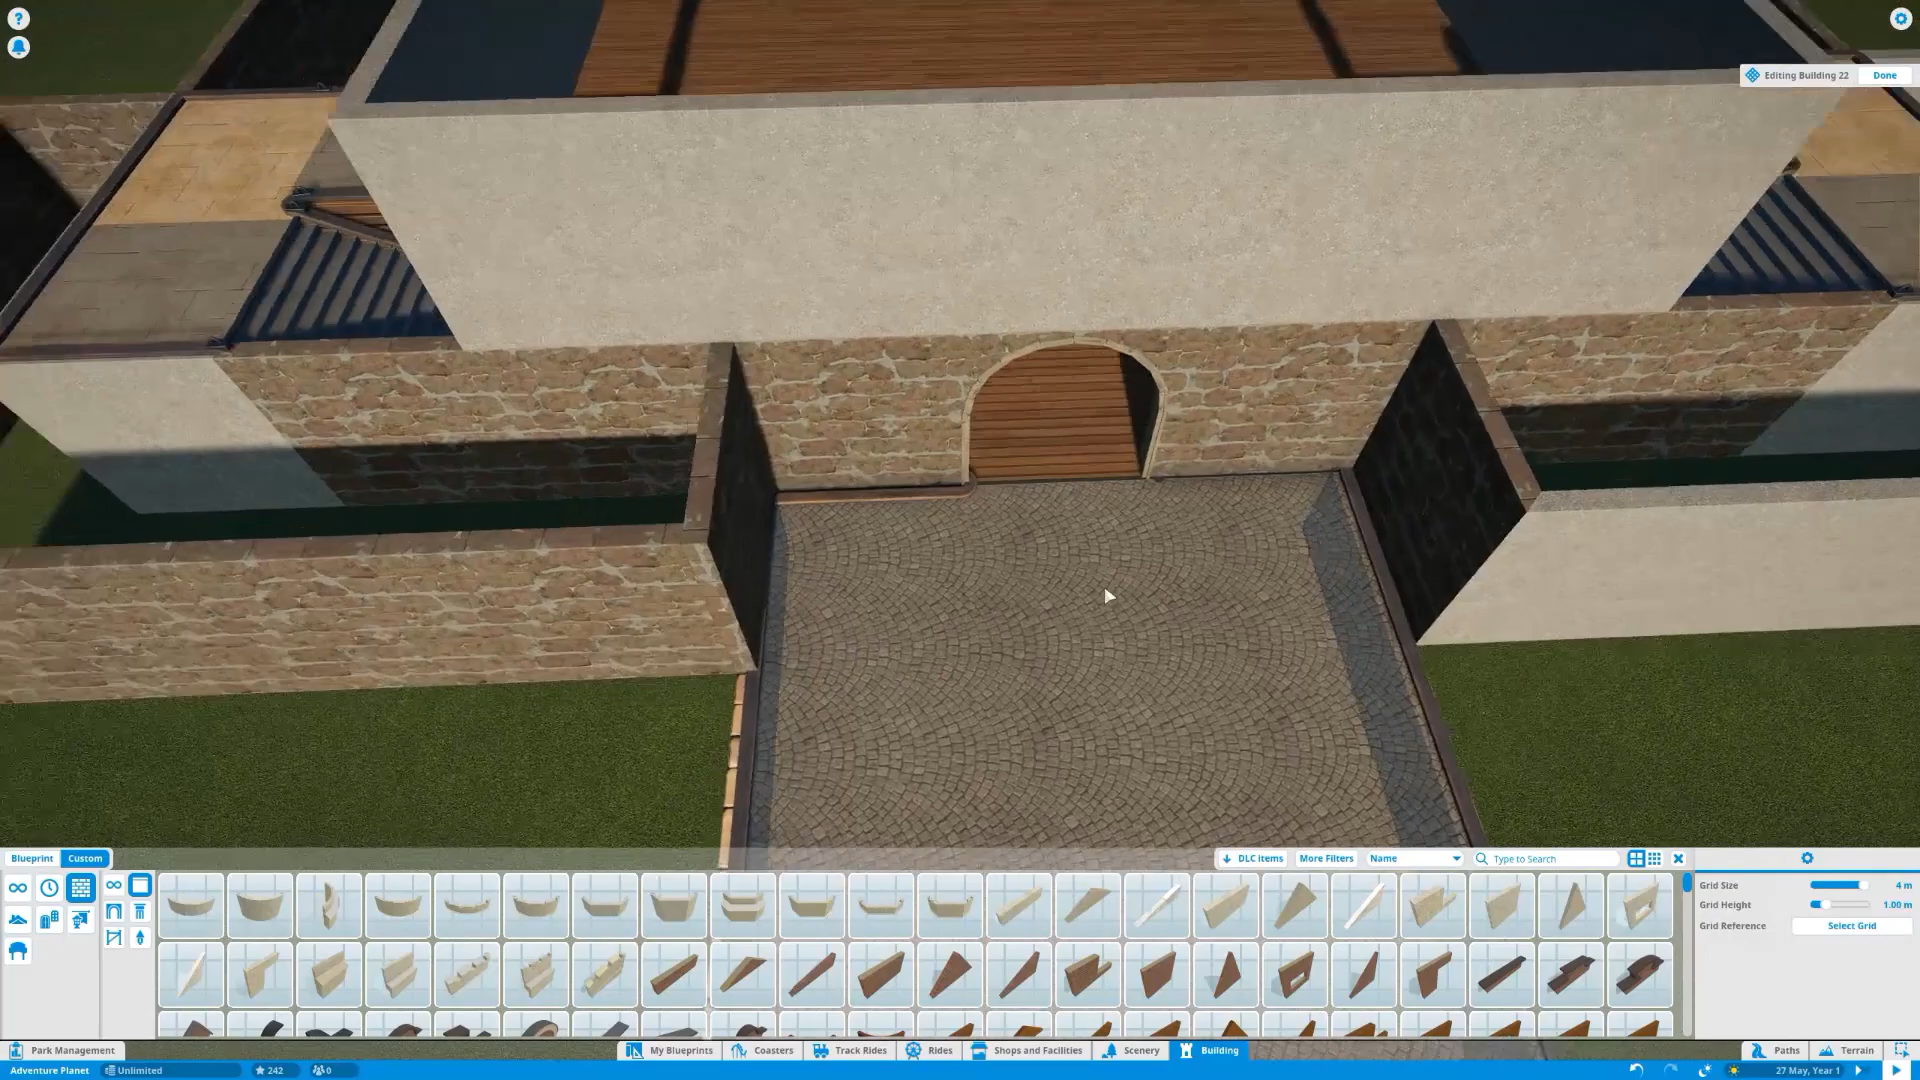 ?
Editing Building 22 Done
Blueprint Custom
DLC items More Filters Name Type to Search
Grid Size 4 m
Grid Height 1.00 m
Grid Reference Select Grid
Park Management My Blueprints Coasters Track Rides Rides Shops and Facilities Scenery Building Paths Terrain
Adventure Planet Unlimited 242 0 27 May, Year 1